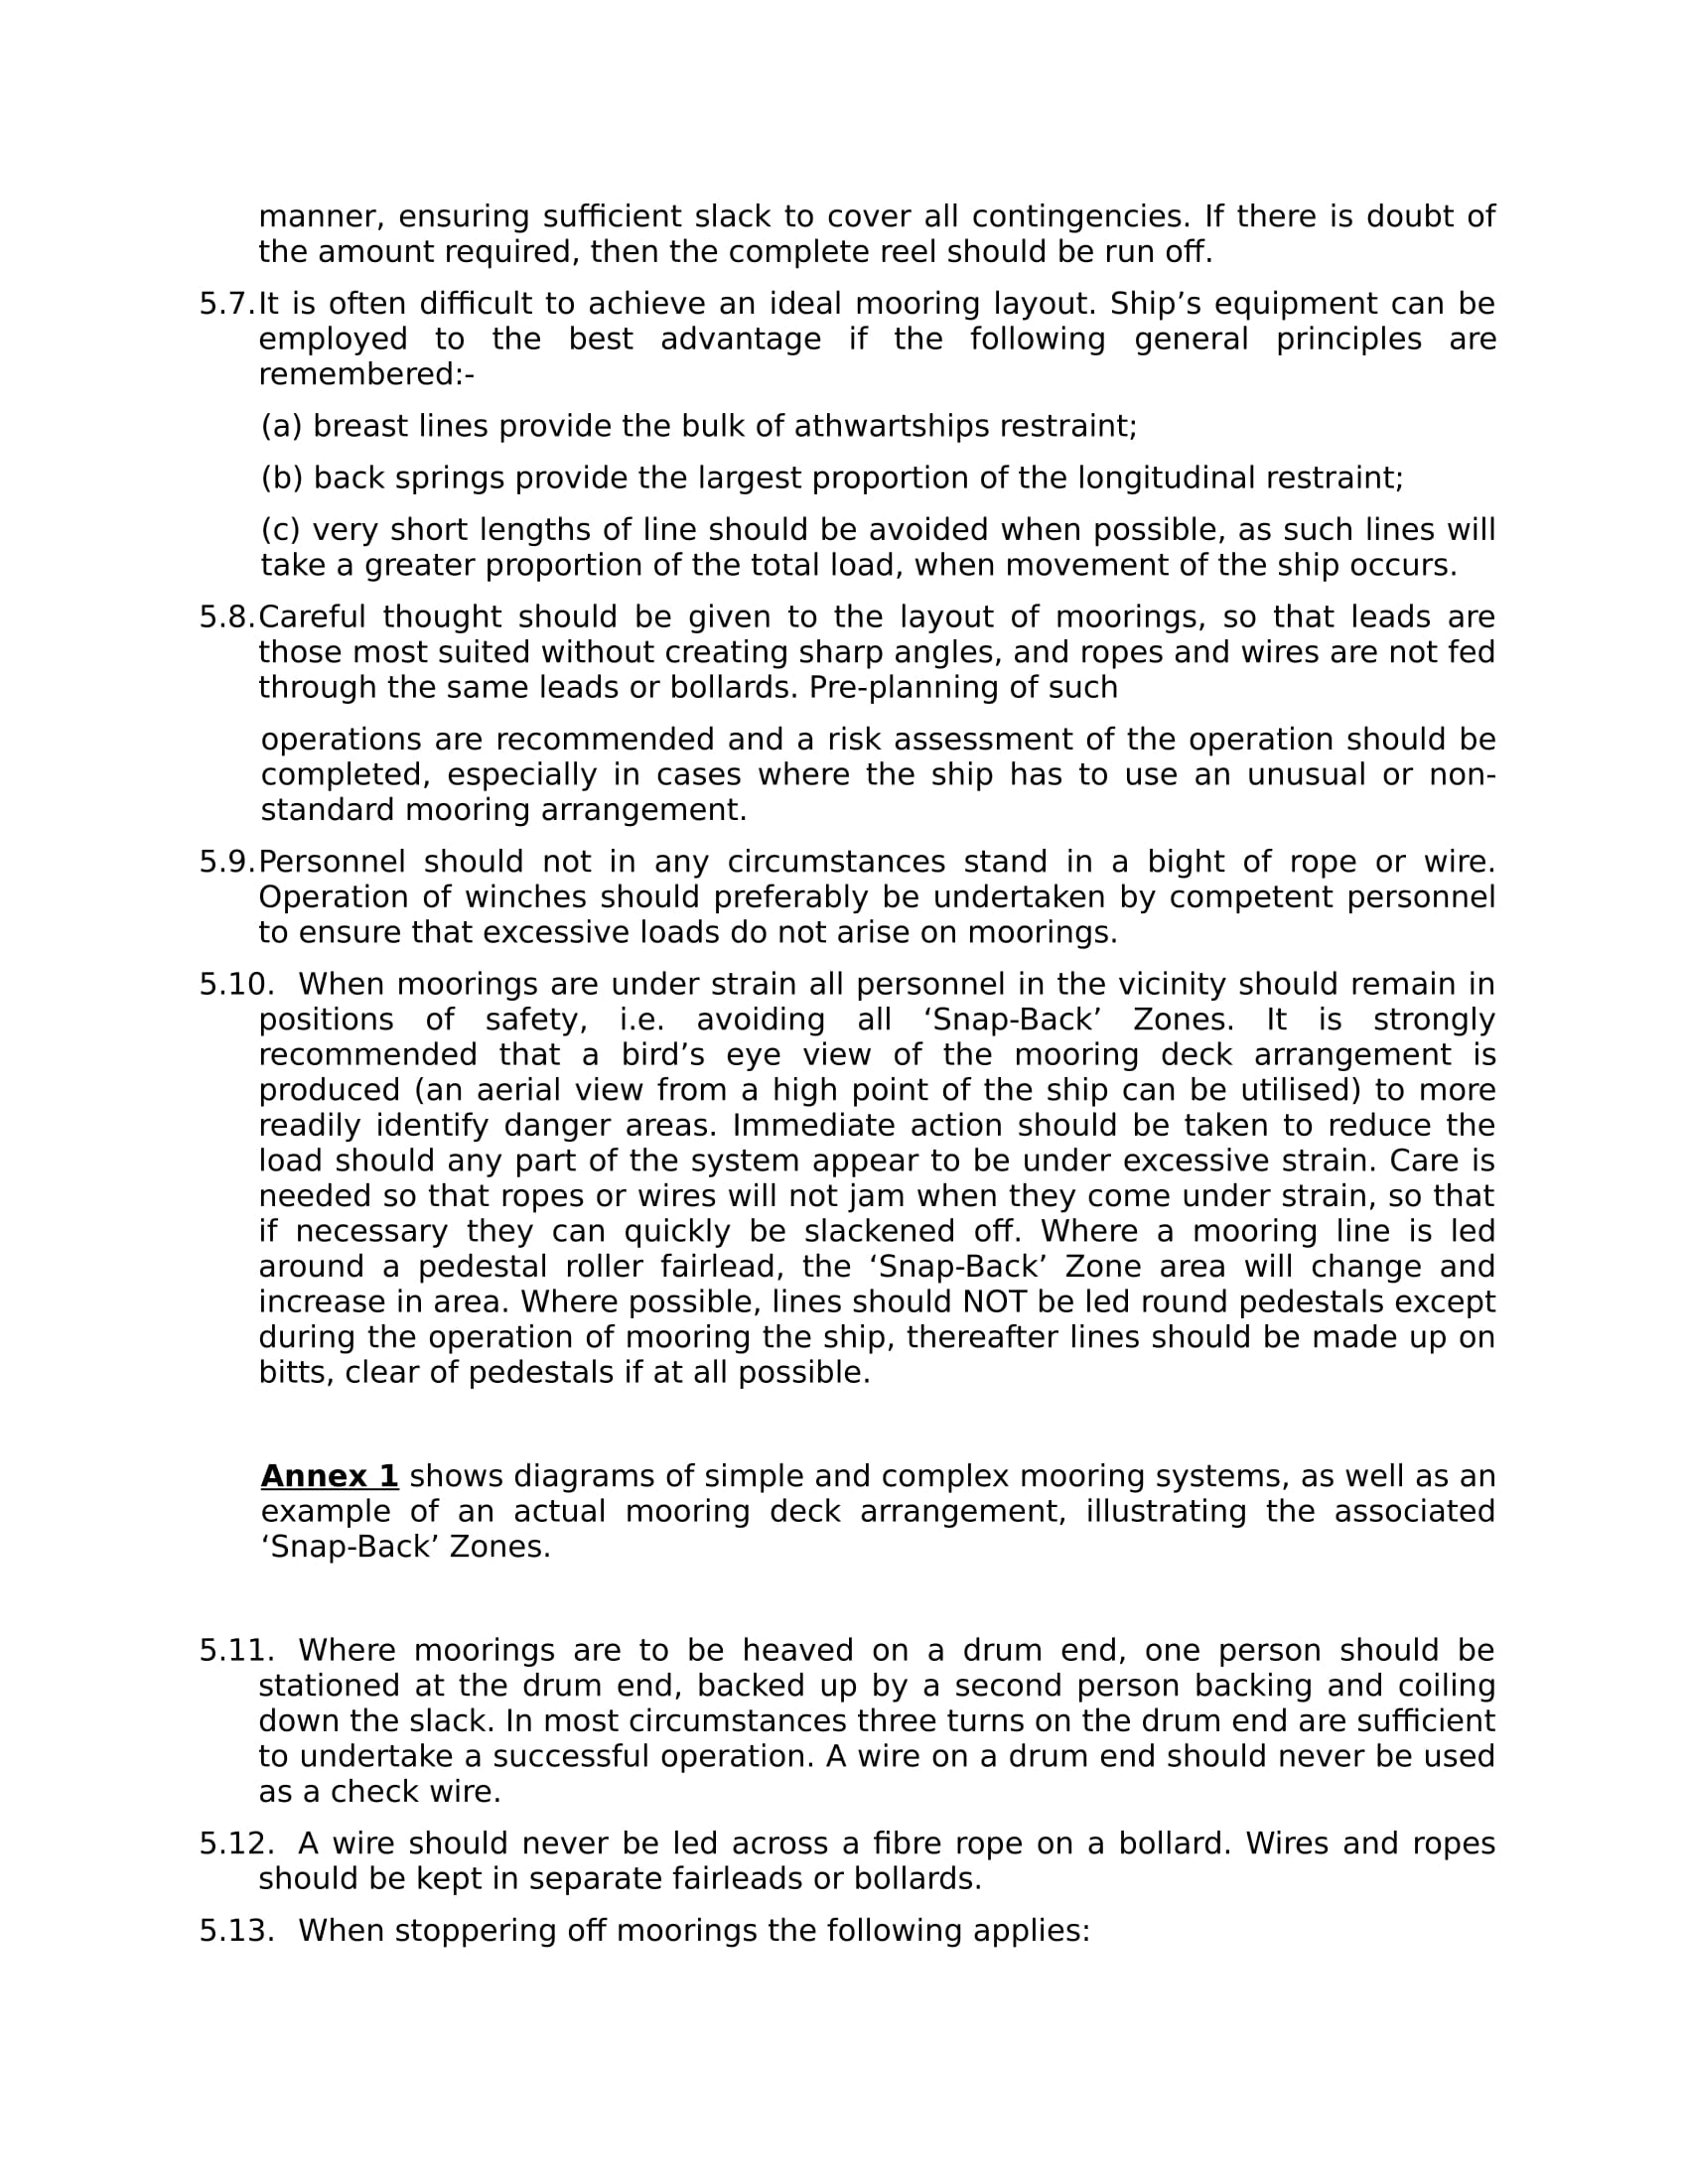 manner, ensuring sufficient slack to cover all contingencies. If there is doubt of
the amount required, then the complete reel should be run off.
5.7. It is often difficult to achieve an ideal mooring layout. Ship’s equipment can be
employed to the best advantage if the following general principles are
remembered:-
(a) breast lines provide the bulk of athwartships restraint;
(b) back springs provide the largest proportion of the longitudinal restraint;
(c) very short lengths of line should be avoided when possible, as such lines will
take a greater proportion of the total load, when movement of the ship occurs.
5.8. Careful thought should be given to the layout of moorings, so that leads are
those most suited without creating sharp angles, and ropes and wires are not fed
through the same leads or bollards. Pre-planning of such
operations are recommended and a risk assessment of the operation should be
completed, especially in cases where the ship has to use an unusual or non-
standard mooring arrangement.
5.9. Personnel should not in any circumstances stand in a bight of rope or wire.
Operation of winches should preferably be undertaken by competent personnel
to ensure that excessive loads do not arise on moorings.
5.10. When moorings are under strain all personnel in the vicinity should remain in
positions of safety, i.e. avoiding all ‘Snap-Back’ Zones. It is strongly
recommended that a bird’s eye view of the mooring deck arrangement is
produced (an aerial view from a high point of the ship can be utilised) to more
readily identify danger areas. Immediate action should be taken to reduce the
load should any part of the system appear to be under excessive strain. Care is
needed so that ropes or wires will not jam when they come under strain, so that
if necessary they can quickly be slackened off. Where a mooring line is led
around a pedestal roller fairlead, the ‘Snap-Back’ Zone area will change and
increase in area. Where possible, lines should NOT be led round pedestals except
during the operation of mooring the ship, thereafter lines should be made up on
bitts, clear of pedestals if at all possible.
Annex 1 shows diagrams of simple and complex mooring systems, as well as an
example of an actual mooring deck arrangement, illustrating the associated
‘Snap-Back’ Zones.
5.11. Where moorings are to be heaved on a drum end, one person should be
stationed at the drum end, backed up by a second person backing and coiling
down the slack. In most circumstances three turns on the drum end are sufficient
to undertake a successful operation. A wire on a drum end should never be used
as a check wire.
5.12. A wire should never be led across a fibre rope on a bollard. Wires and ropes
should be kept in separate fairleads or bollards.
5.13. When stoppering off moorings the following applies: